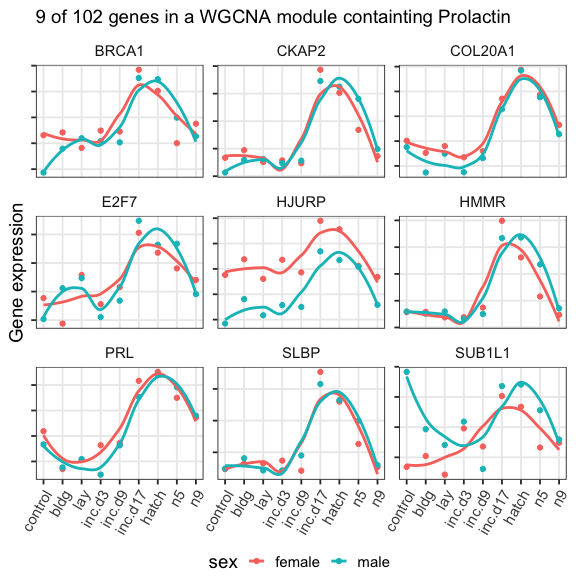 9 of 102 genes in a WGCNA module containting Prolactin
BRCA1 CKAP2 COL20A1
E2F7 HJURP HMMR
PRL SLBP SUB1L1
Gene expression
control bldg lay inc.d3 inc.d9 inc.d17 hatch n5 n9 control bldg lay inc.d3 inc.d9 inc.d17 hatch n5 n9 control bldg lay inc.d3 inc.d9 inc.d17 hatch n5 n9
sex female male